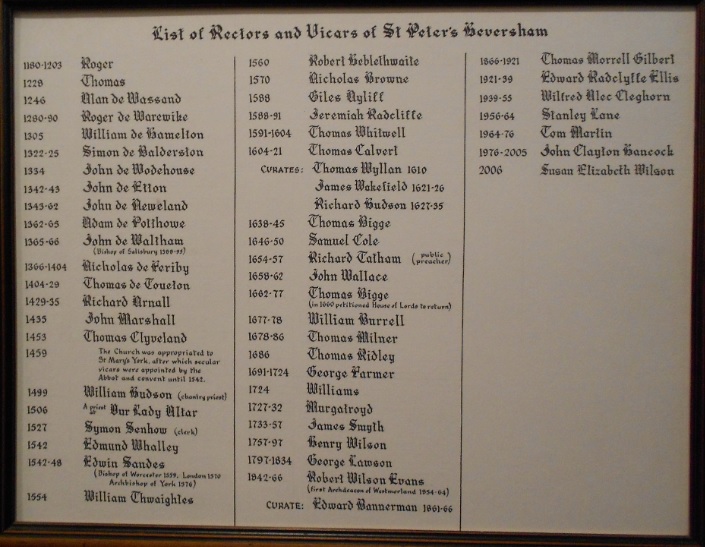 List of Rectors and Vicars of St Peter's Heversham
1180-1203 Roger
1228 Thomas
1246 Alan de Wassand
1280-90 Roger de Warewike
1305 William de Hamelton
1322-25 Simon de Balderston
1334 John de Wodehouse
1342-43 John de Etton
1343-62 John de Neweland
1362-65 Adam de Potthowe
1365-66 John de Waltham
1366-1404 Nicholas de Feriby
1404-29 Thomas de Toueton
1429-35 Richard Arnall
1435 John Marshall
1453 Thomas Clyveland
1459 The Church was appropriated to
St Mary's York, after which secular
vicars were appointed by the
Abbot and convent until 1542.
1499 William Hudson (chantry priest)
1506 A priest Our Lady Altar
1527 Symon Senhow (clerk)
1542 Edmund Whalley
1542-48 Edwin Sandes
(Bishop of Worcester 1559, London 1570
Archbishop of York 1576)
1554 William Thwaightes
1560 Robert Heblethwaite
1570 Nicholas Browne
1588 Giles Ayliff
1588-91 Jeremiah Radcliffe
1591-1604 Thomas Whitwell
1604-21 Thomas Calvert
CURATES: Thomas Wyllan 1610
James Wakefield 1621-26
Richard Hudson 1627-35
1638-45 Thomas Bigge
1646-50 Samuel Cole
1654-57 Richard Tatham (public preacher)
1658-62 John Wallace
1662-77 Thomas Bigge
(in 1660 petitioned House of Lords to return)
1677-78 William Burrell
1678-86 Thomas Milner
1686 Thomas Ridley
1691-1724 George Farmer
1724 Williams
1727-32 Murgatroyd
1733-57 James Smyth
1757-97 Henry Wilson
1797-1834 George Lawson
1842-66 Robert Wilson Evans
(first Archdeacon of Westmorland 1854-64)
CURATE: Edward Bannerman 1861-66
1866-1921 Thomas Morrell Gilbert
1921-39 Edward Radclyffe Ellis
1939-55 Wilfred Alec Cleghorn
1956-64 Stanley Lane
1964-76 Tom Martin
1976-2005 John Clayton Hancock
2006 Susan Elizabeth Wilson